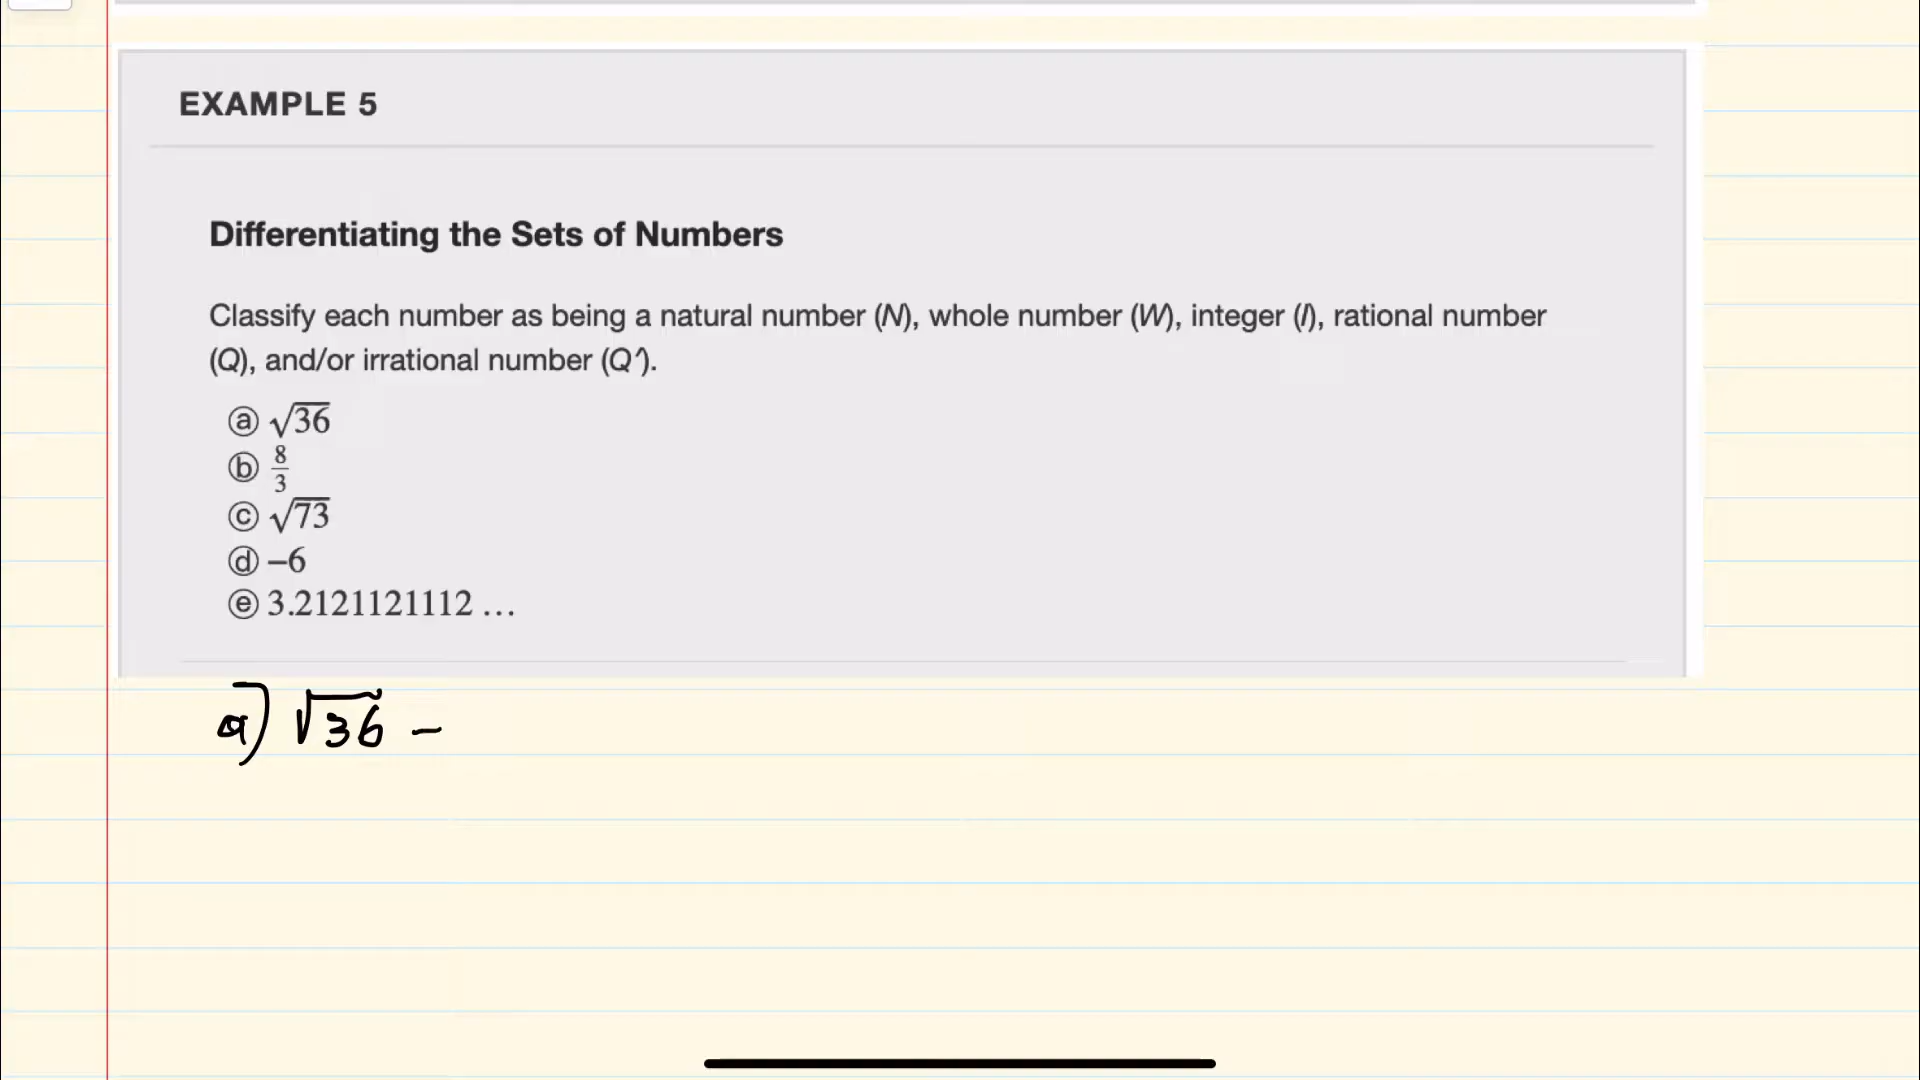 EXAMPLE 5
Differentiating the Sets of Numbers
Classify each number as being a natural number (N), whole number (W), integer (I), rational number
(Q), and/or irrational number (Q′).
ⓐ √36
ⓑ 8/3
ⓒ √73
ⓓ −6
ⓔ 3.2121121112 …
a) √36 −